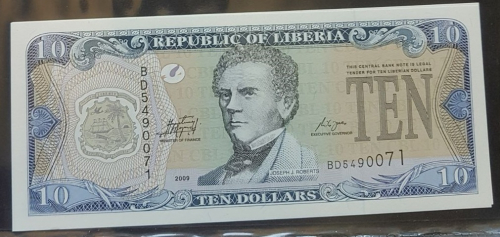 10 REPUBLIC OF LIBERIA 10
THIS CENTRAL BANK NOTE IS LEGAL
TENDER FOR TEN LIBERIAN DOLLARS
BD5490071
TEN
MINISTER OF FINANCE
EXECUTIVE GOVERNOR
BD5490071
2009
JOSEPH J. ROBERTS
10 TEN DOLLARS 10